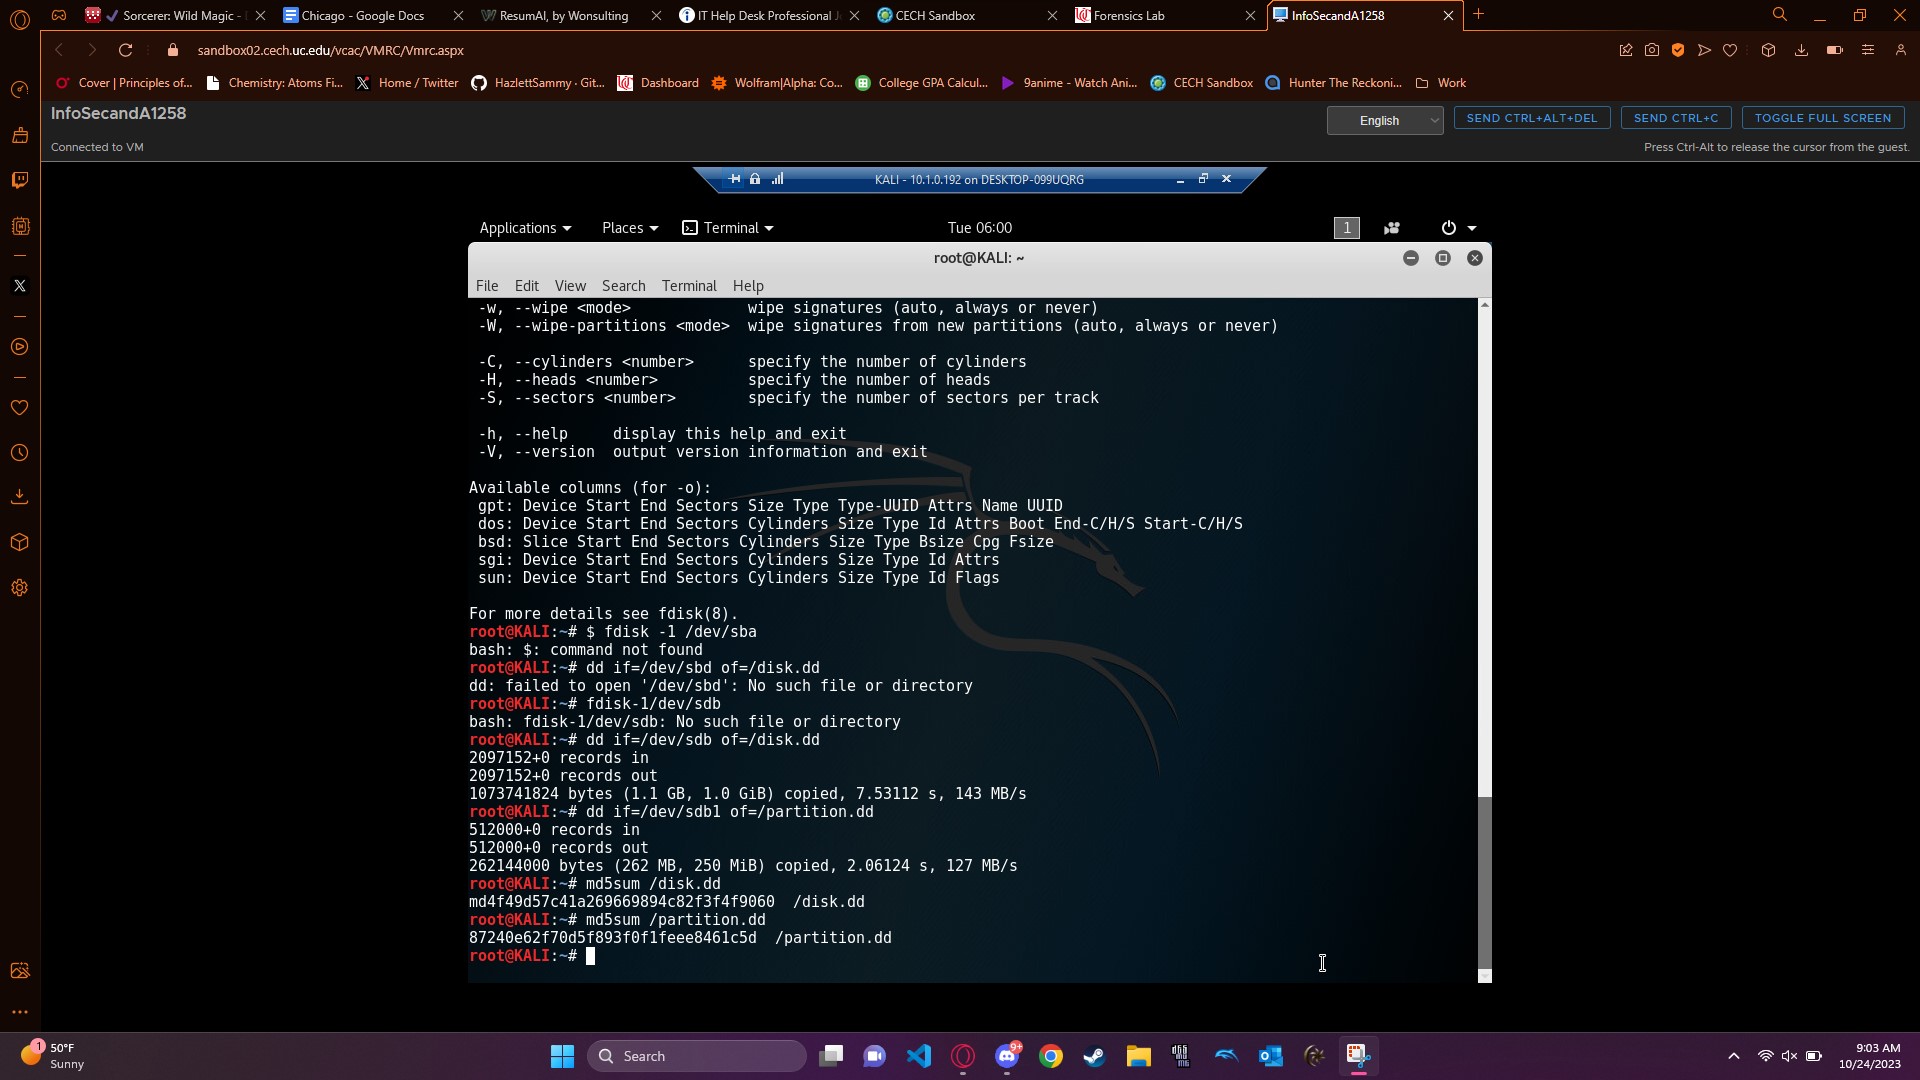 Sorcerer: Wild Magic -
Chicago - Google Docs
ResumAI, by Wonsulting
IT Help Desk Professional
CECH Sandbox
Forensics Lab
InfoSecandA1258
sandbox02.cech.uc.edu/vcac/VMRC/Vmrc.aspx
Cover | Principles of...
Chemistry: Atoms Fi...
Home / Twitter
HazlettSammy · Git...
Dashboard
Wolfram|Alpha: Co...
College GPA Calcul...
9anime - Watch Ani...
CECH Sandbox
Hunter The Reckoni...
Work
InfoSecandA1258
English
SEND CTRL+ALT+DEL
SEND CTRL+C
TOGGLE FULL SCREEN
Connected to VM
Press Ctrl-Alt to release the cursor from the guest.
KALI - 10.1.0.192 on DESKTOP-099UQRG
Applications Places Terminal Tue 06:00 1
root@KALI: ~
File Edit View Search Terminal Help
-w, --wipe <mode> wipe signatures (auto, always or never)
-W, --wipe-partitions <mode> wipe signatures from new partitions (auto, always or never)
-C, --cylinders <number> specify the number of cylinders
-H, --heads <number> specify the number of heads
-S, --sectors <number> specify the number of sectors per track
-h, --help display this help and exit
-V, --version output version information and exit
Available columns (for -o):
gpt: Device Start End Sectors Size Type Type-UUID Attrs Name UUID
dos: Device Start End Sectors Cylinders Size Type Id Attrs Boot End-C/H/S Start-C/H/S
bsd: Slice Start End Sectors Cylinders Size Type Bsize Cpg Fsize
sgi: Device Start End Sectors Cylinders Size Type Id Attrs
sun: Device Start End Sectors Cylinders Size Type Id Flags
For more details see fdisk(8).
root@KALI:~# $ fdisk -1 /dev/sba
bash: $: command not found
root@KALI:~# dd if=/dev/sbd of=/disk.dd
dd: failed to open '/dev/sbd': No such file or directory
root@KALI:~# fdisk-1/dev/sdb
bash: fdisk-1/dev/sdb: No such file or directory
root@KALI:~# dd if=/dev/sdb of=/disk.dd
2097152+0 records in
2097152+0 records out
1073741824 bytes (1.1 GB, 1.0 GiB) copied, 7.53112 s, 143 MB/s
root@KALI:~# dd if=/dev/sdb1 of=/partition.dd
512000+0 records in
512000+0 records out
262144000 bytes (262 MB, 250 MiB) copied, 2.06124 s, 127 MB/s
root@KALI:~# md5sum /disk.dd
md4f49d57c41a269669894c82f3f4f9060 /disk.dd
root@KALI:~# md5sum /partition.dd
87240e62f70d5f893f0f1feee8461c5d /partition.dd
root@KALI:~#
1
50°F
Sunny
Search
9+
9:03 AM
10/24/2023